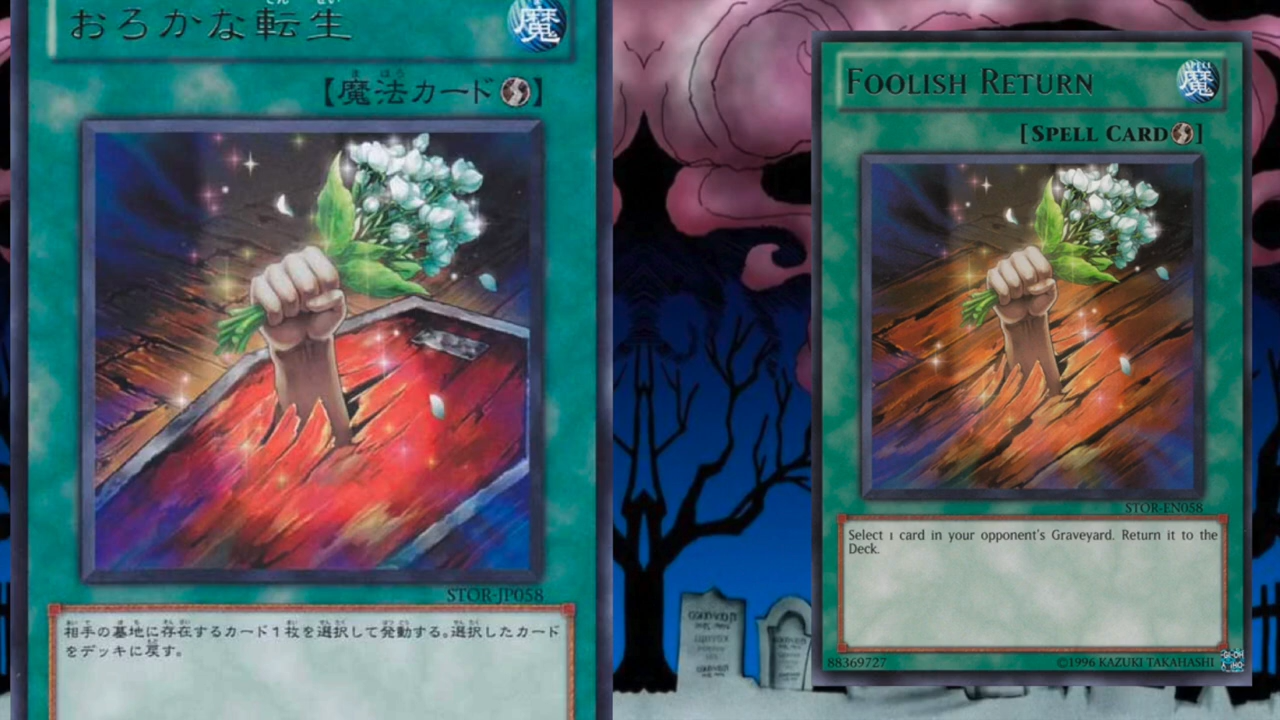 おろかな転生
魔
【魔法カード】
STOR-JP058
相手の墓地に存在するカード１枚を選択して発動する。選択したカード
をデッキに戻す。
FOOLISH RETURN
魔
[SPELL CARD]
STOR-EN058
Select 1 card in your opponent's Graveyard. Return it to the
Deck.
88369727
©1996 KAZUKI TAKAHASHI